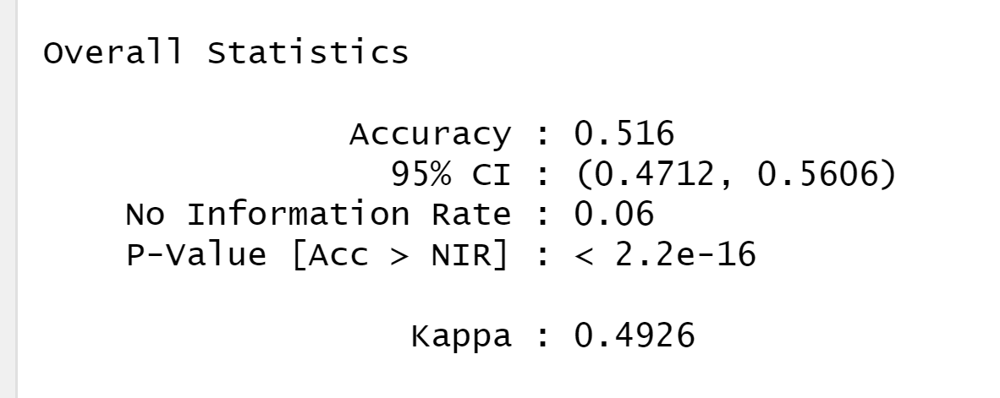 Overall Statistics
Accuracy : 0.516
95% CI : (0.4712, 0.5606)
No Information Rate : 0.06
P-Value [Acc > NIR] : < 2.2e-16
Kappa : 0.4926